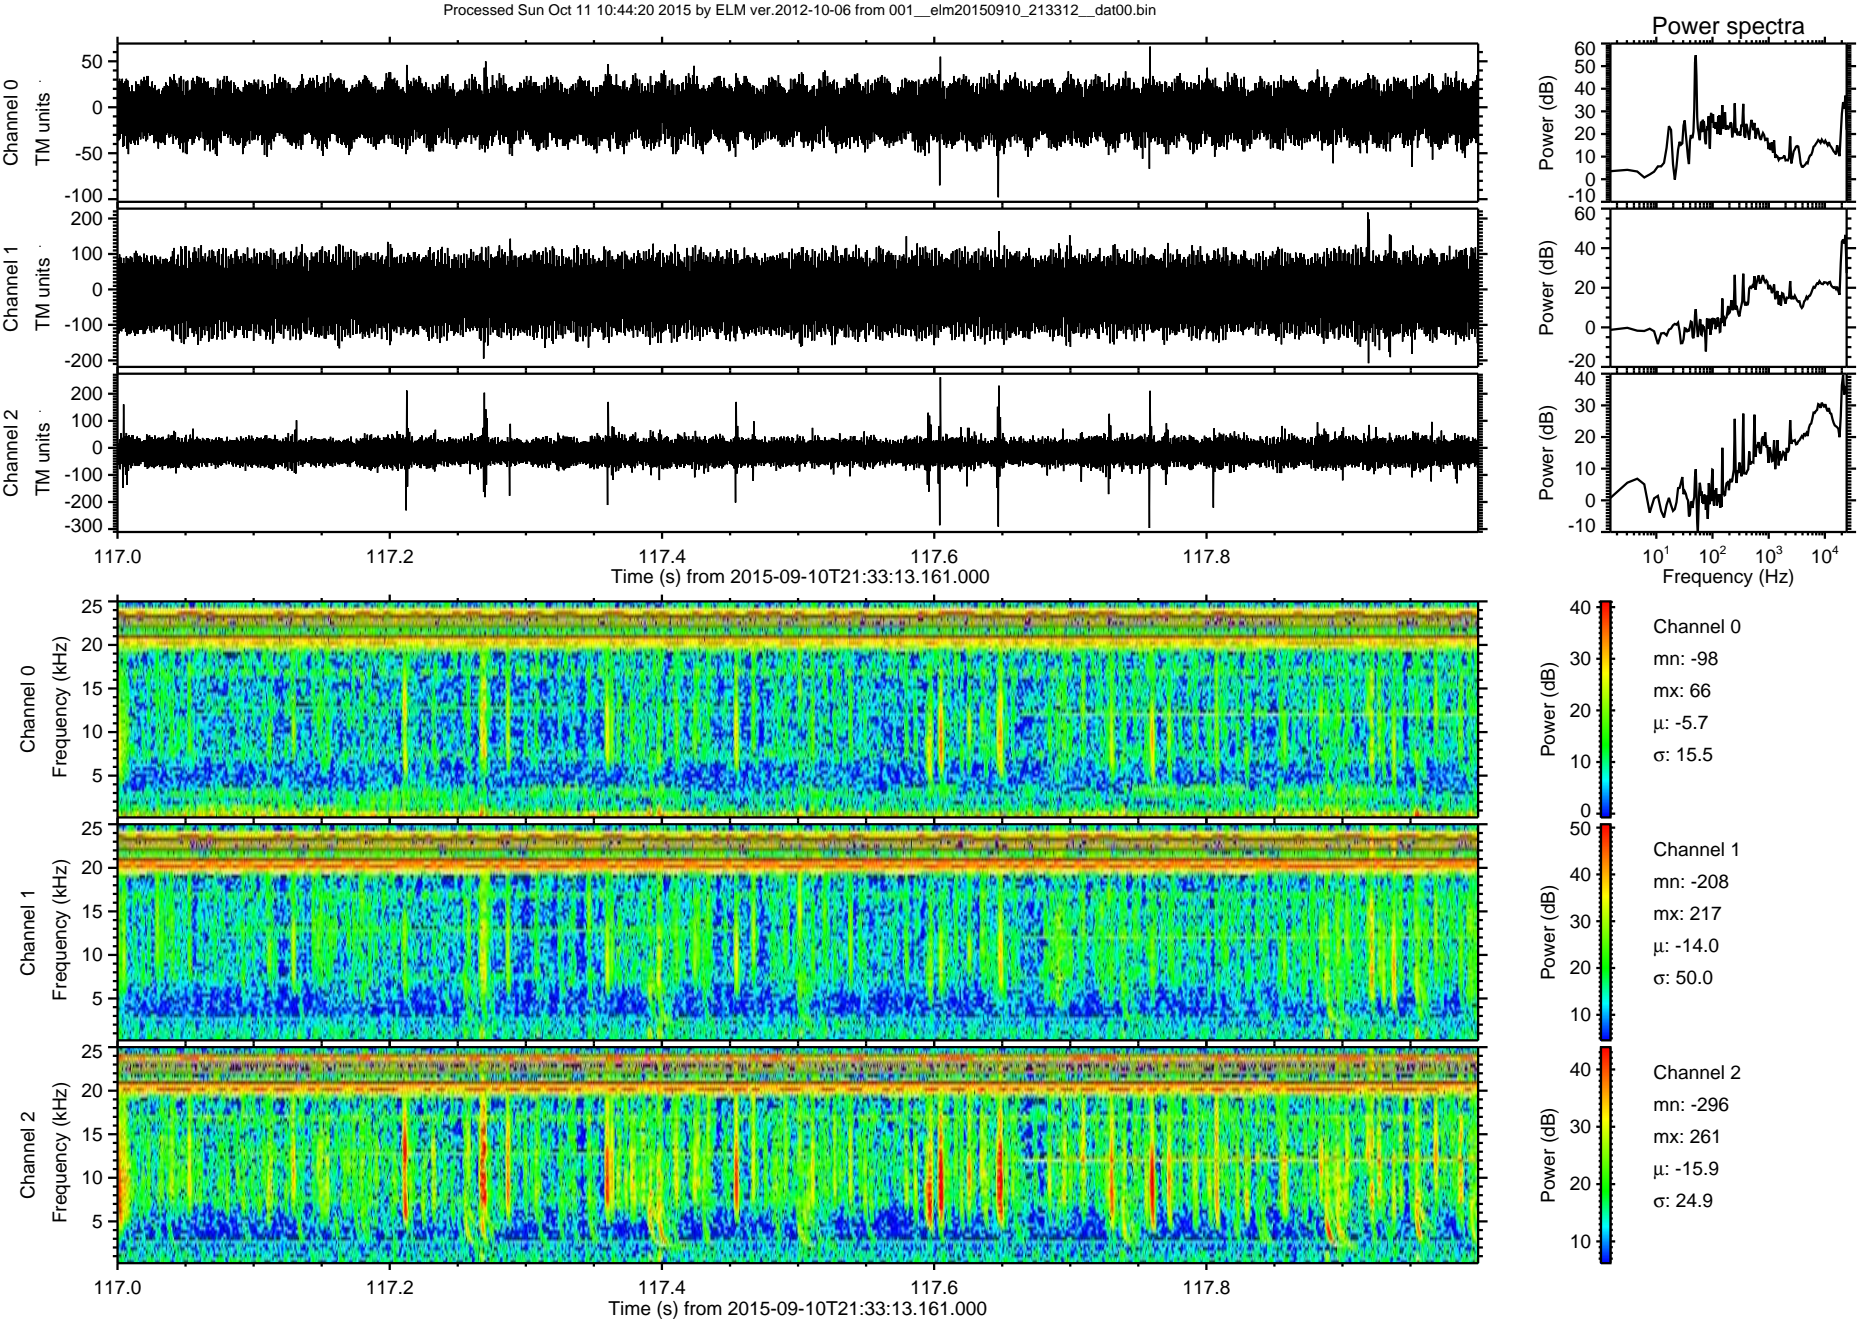 Processed Sun Oct 11 10:44:20 2015 by ELM ver.2012-10-06 from 001__elm20150910_213312__dat00.bin
Power spectra
Channel 0
TM units
50
0
-50
-100
Power (dB)
60
50
40
30
20
10
0
-10
Channel 1
TM units
200
100
0
-100
-200
Power (dB)
60
40
20
0
-20
Channel 2
TM units
200
100
0
-100
-200
-300
Power (dB)
40
30
20
10
0
-10
117.0 117.2 117.4 117.6 117.8
Time (s) from 2015-09-10T21:33:13.161.000
10¹ 10² 10³ 10⁴
Frequency (Hz)
Channel 0
Frequency (kHz)
25
20
15
10
5
Power (dB)
40
30
20
10
0
Channel 0
mn: -98
mx: 66
μ: -5.7
σ: 15.5
Channel 1
Frequency (kHz)
25
20
15
10
5
Power (dB)
50
40
30
20
10
Channel 1
mn: -208
mx: 217
μ: -14.0
σ: 50.0
Channel 2
Frequency (kHz)
25
20
15
10
5
Power (dB)
40
30
20
10
Channel 2
mn: -296
mx: 261
μ: -15.9
σ: 24.9
117.0 117.2 117.4 117.6 117.8
Time (s) from 2015-09-10T21:33:13.161.000